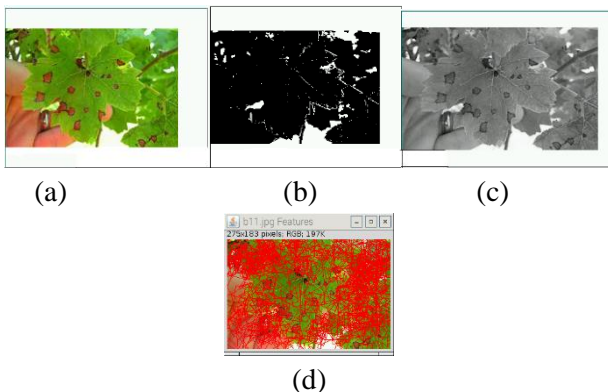 (a)
(b)
(c)
b11.jpg Features
275x183 pixels: RGB; 197K
(d)